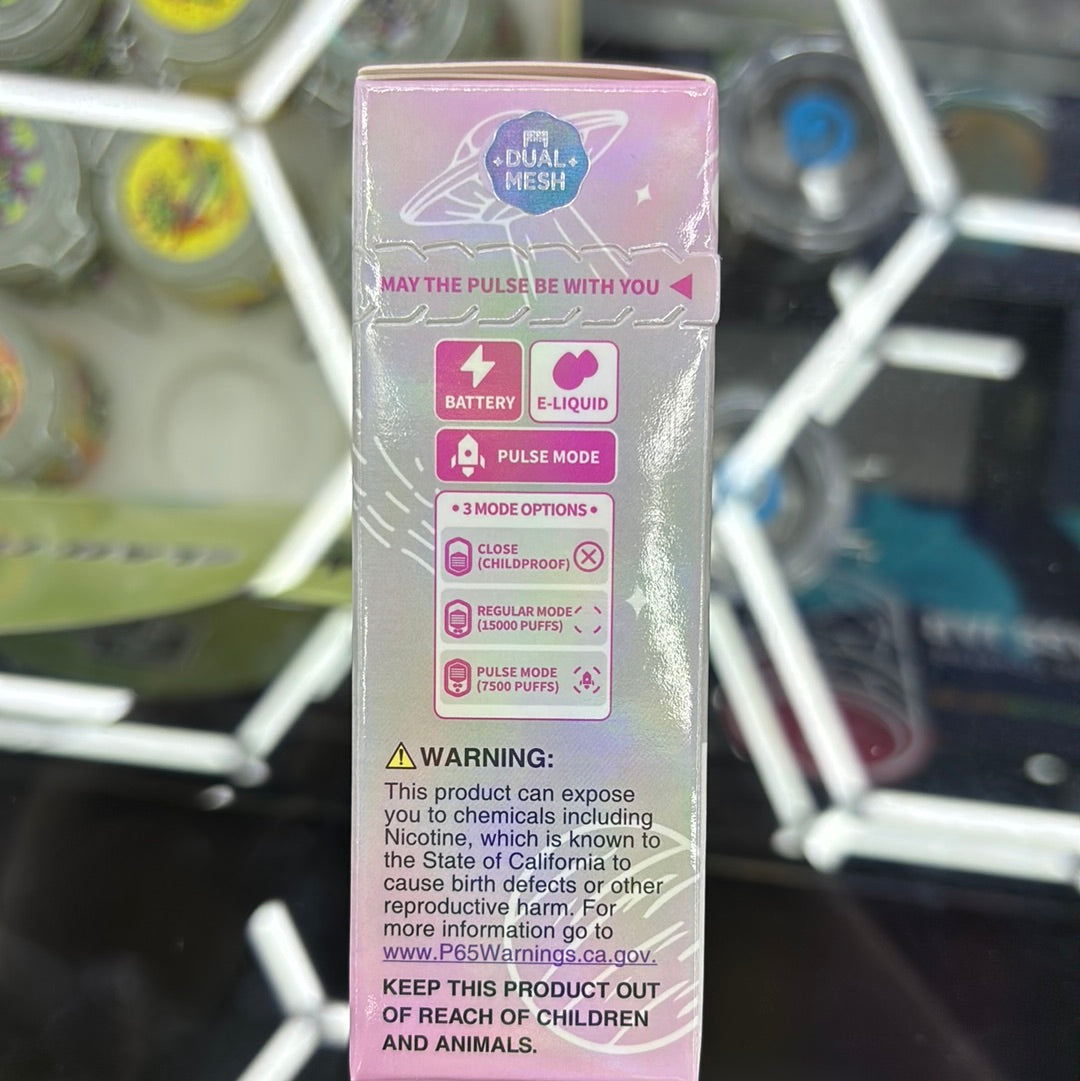 DUAL
MESH
MAY THE PULSE BE WITH YOU
BATTERY
E-LIQUID
PULSE MODE
• 3 MODE OPTIONS •
CLOSE
(CHILDPROOF)
REGULAR MODE
(15000 PUFFS)
PULSE MODE
(7500 PUFFS)
WARNING:
This product can expose
you to chemicals including
Nicotine, which is known to
the State of California to
cause birth defects or other
reproductive harm. For
more information go to
www.P65Warnings.ca.gov.
KEEP THIS PRODUCT OUT
OF REACH OF CHILDREN
AND ANIMALS.